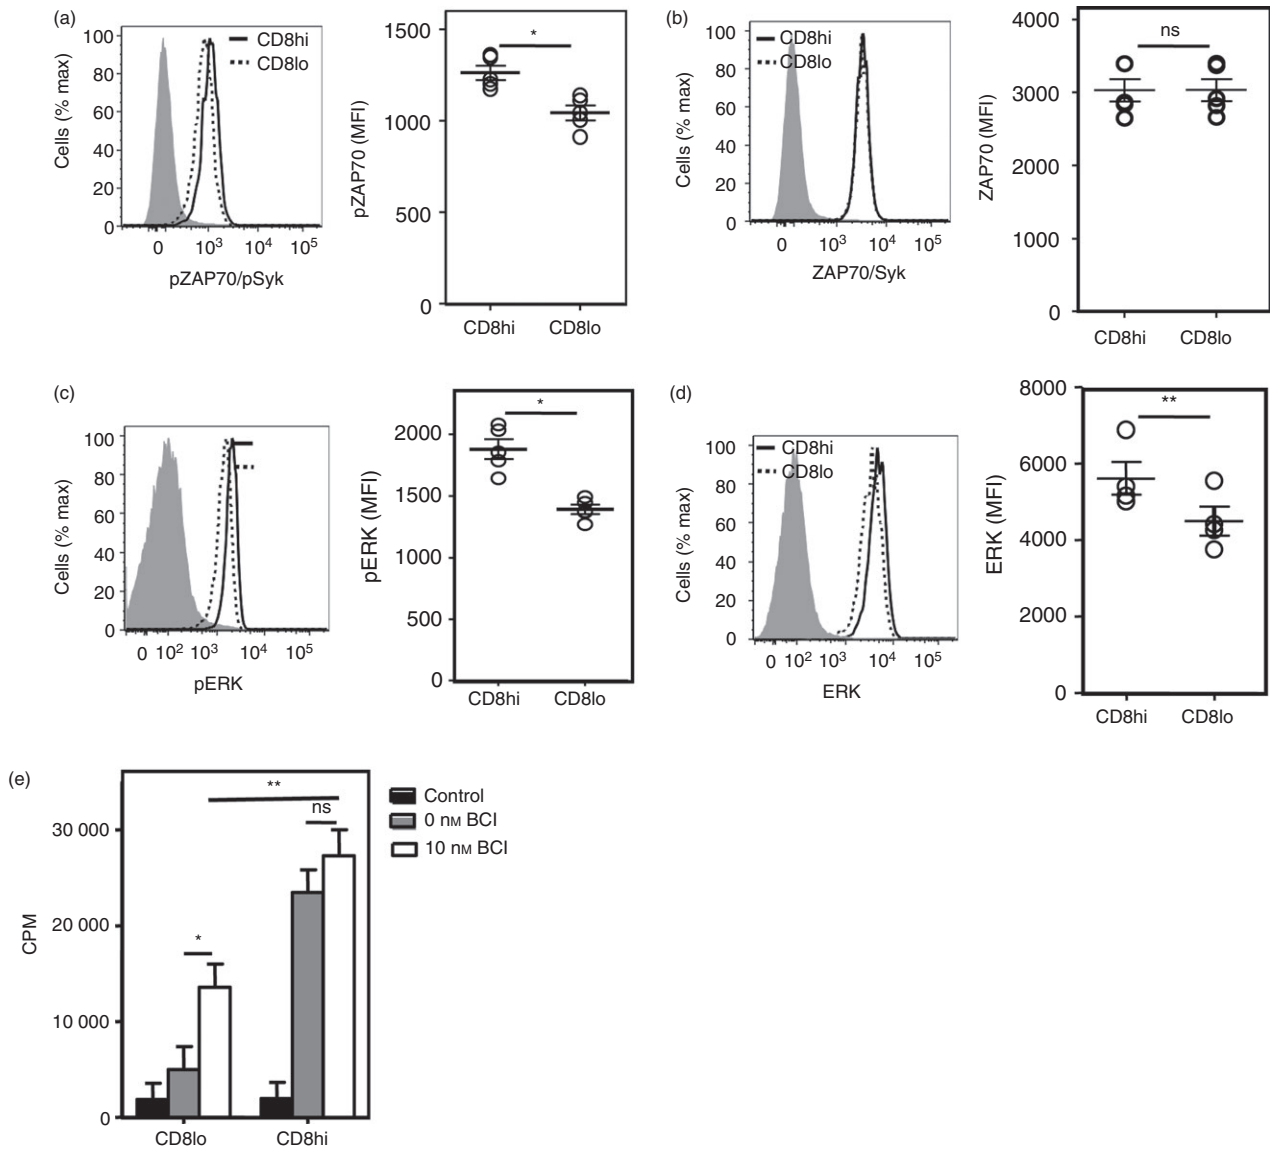 (a)
100
80
60
40
20
0
Cells (% max)
CD8hi
CD8lo
0 10³ 10⁴ 10⁵
pZAP70/pSyk
1500
1000
500
0
pZAP70 (MFI)
*
CD8hi CD8lo
(b)
100
80
60
40
20
0
Cells (% max)
CD8hi
CD8lo
0 10³ 10⁴ 10⁵
ZAP70/Syk
4000
3000
2000
1000
0
ZAP70 (MFI)
ns
CD8hi CD8lo
(c)
100
80
60
40
20
0
Cells (% max)
0 10² 10³ 10⁴ 10⁵
pERK
2000
1500
1000
500
0
pERK (MFI)
*
CD8hi CD8lo
(d)
100
80
60
40
20
0
Cells (% max)
CD8hi
CD8lo
0 10² 10³ 10⁴ 10⁵
ERK
8000
6000
4000
2000
0
ERK (MFI)
**
CD8hi CD8lo
(e)
30 000
20 000
10 000
0
CPM
*
**
ns
CD8lo CD8hi
Control
0 nM BCI
10 nM BCI